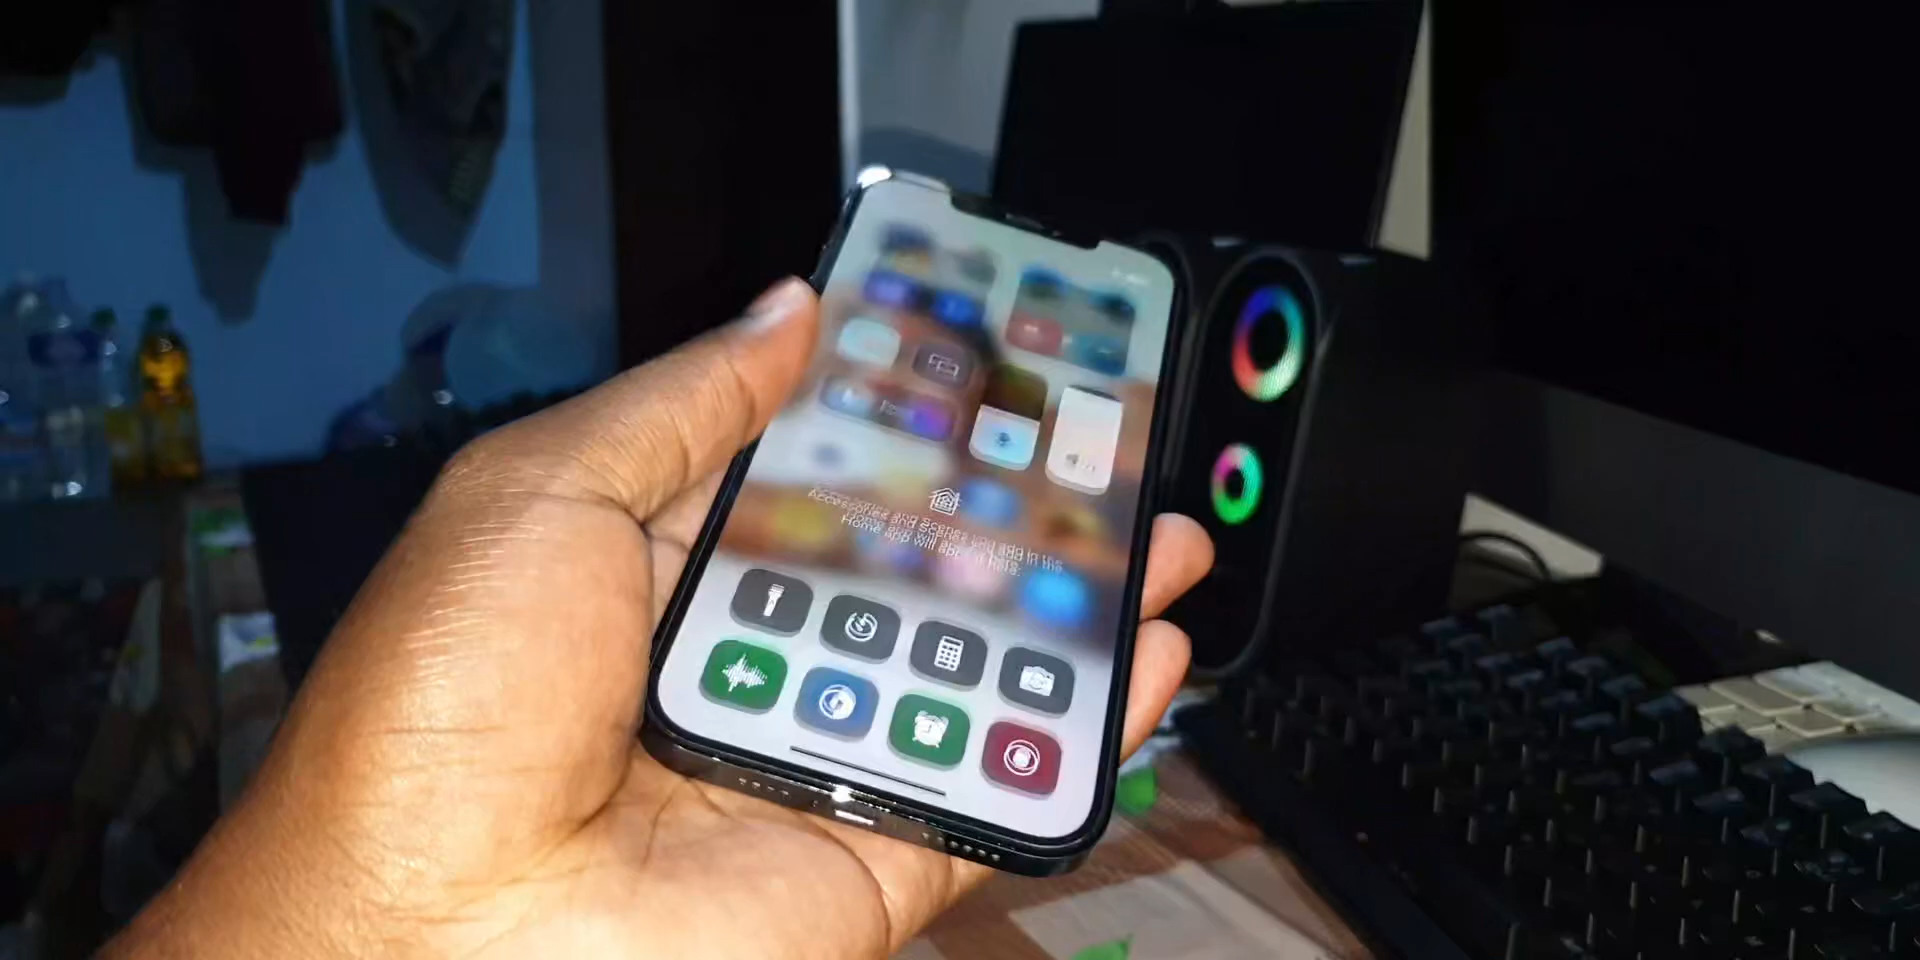 Accessories and Scenes you add in the
Home app will appear here.